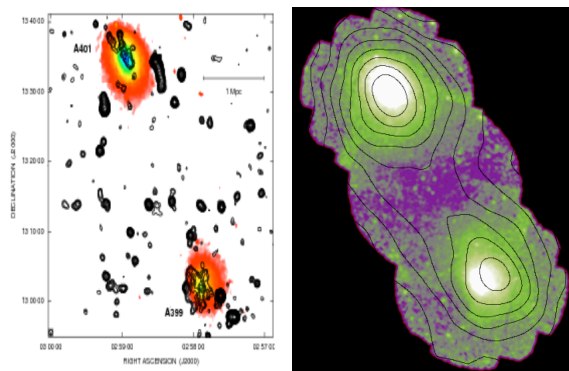 13:40:00
A401
1 Mpc
13:30:00
DECLINATION (J2000)
13:20:00
13:10:00
13:00:00
A399
03:00:00
02:59:00
02:58:00
02:57:00
RIGHT ASCENSION (J2000)